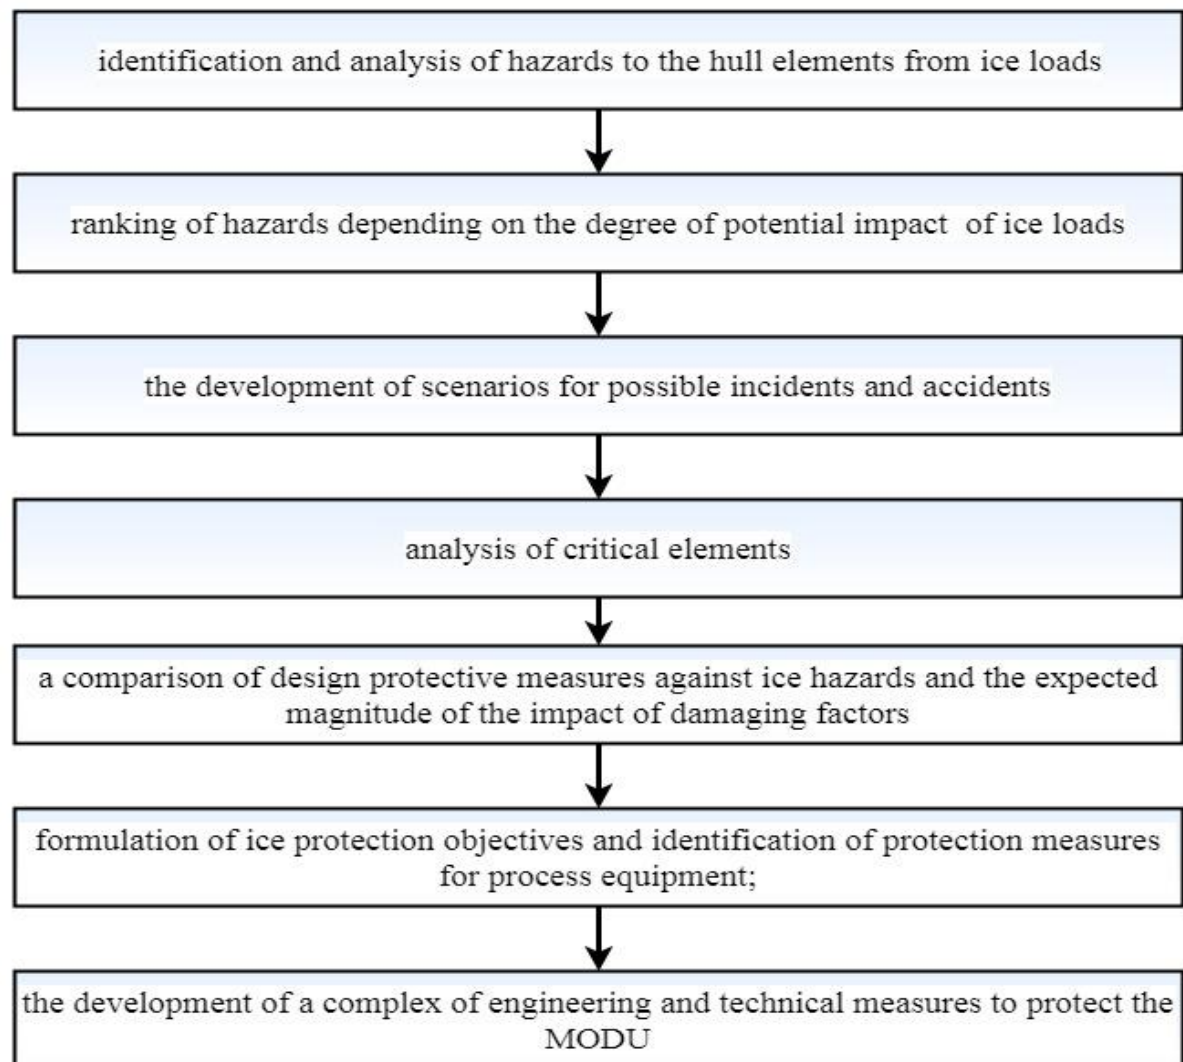 identification and analysis of hazards to the hull elements from ice loads
ranking of hazards depending on the degree of potential impact  of ice loads
the development of scenarios for possible incidents and accidents
analysis of critical elements
a comparison of design protective measures against ice hazards and the expected
magnitude of the impact of damaging factors
formulation of ice protection objectives and identification of protection measures
for process equipment;
the development of a complex of engineering and technical measures to protect the
MODU